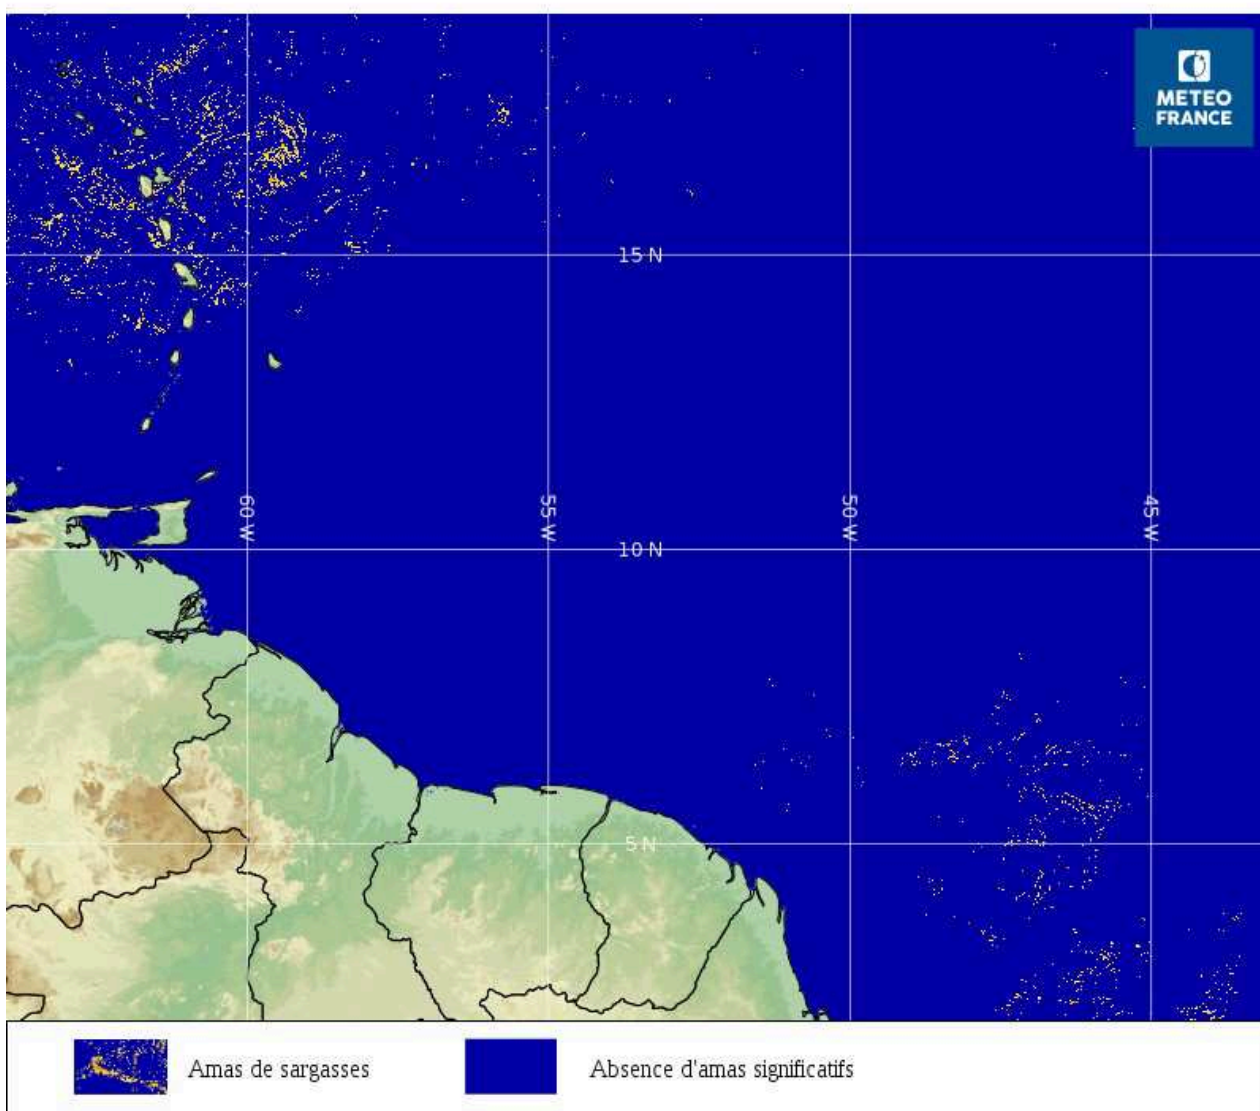 METEO
FRANCE
15 N
60 W
55 W
50 W
45 W
10 N
5 N
Amas de sargasses
Absence d'amas significatifs